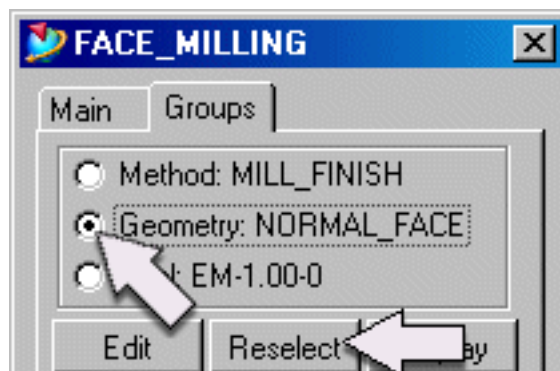 FACE_MILLING
Main Groups
Method: MILL_FINISH
Geometry: NORMAL_FACE
EM-1.00-0
Edit Reselect